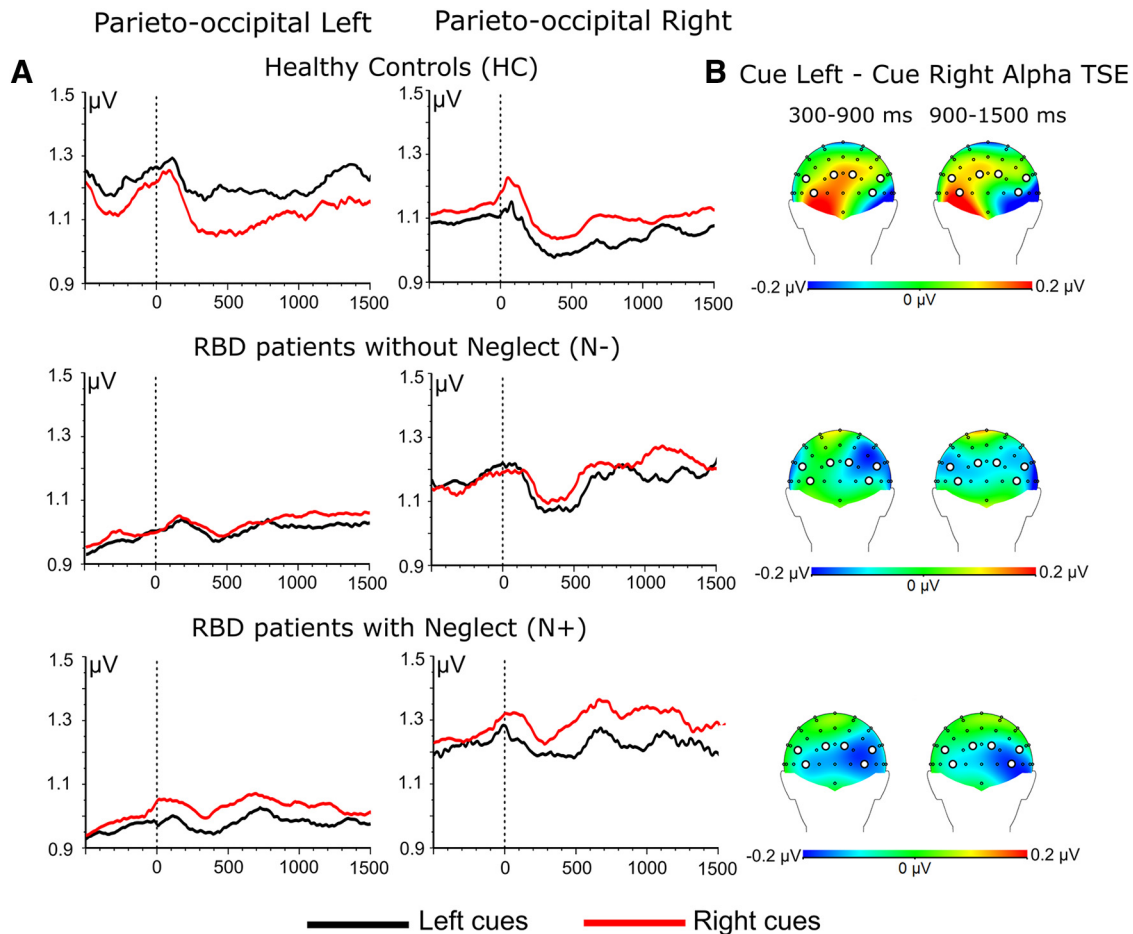 Parieto-occipital Left Parieto-occipital Right
A Healthy Controls (HC) B Cue Left - Cue Right Alpha TSE
300-900 ms 900-1500 ms
1.5 µV 1.5 µV
1.3 1.3
1.1 1.1
0.9 0.9
0 500 1000 1500 0 500 1000 1500
-0.2 µV 0 µV 0.2 µV
RBD patients without Neglect (N-)
1.5 µV 1.5 µV
1.3 1.3
1.1 1.1
0.9 0.9
0 500 1000 1500 0 500 1000 1500
-0.2 µV 0 µV 0.2 µV
RBD patients with Neglect (N+)
1.5 µV 1.5 µV
1.3 1.3
1.1 1.1
0.9 0.9
0 500 1000 1500 0 500 1000 1500
-0.2 µV 0 µV 0.2 µV
Left cues Right cues